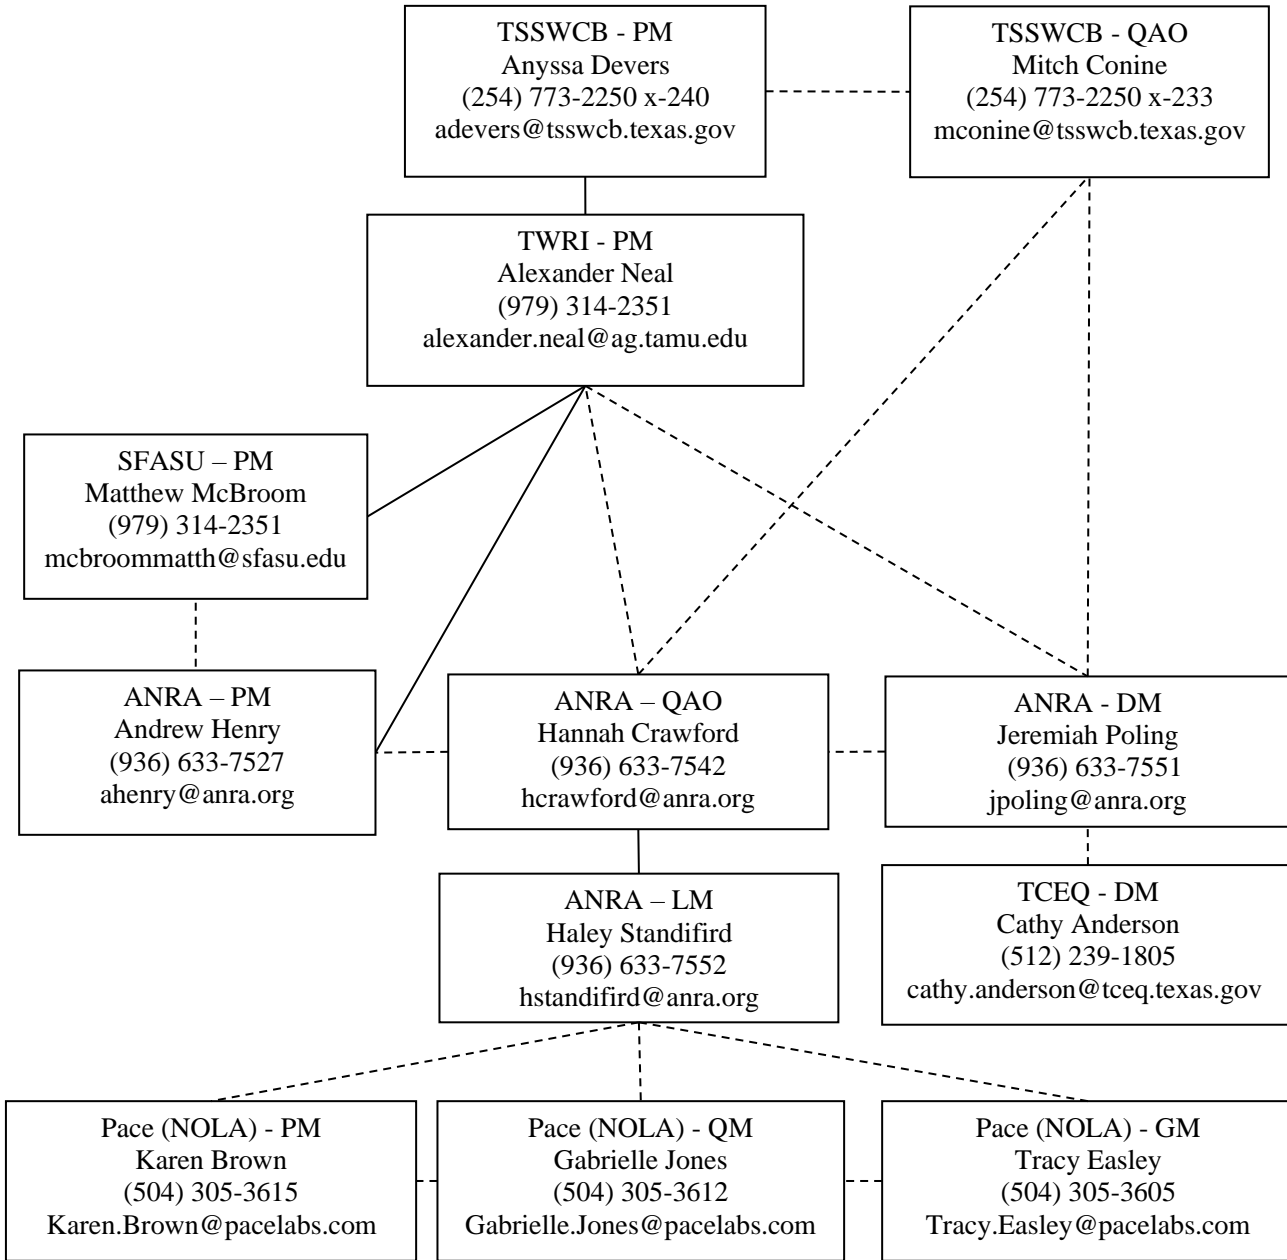 TSSWCB - PM
Anyssa Devers
(254) 773-2250 x-240
adevers@tsswcb.texas.gov
TSSWCB - QAO
Mitch Conine
(254) 773-2250 x-233
mconine@tsswcb.texas.gov
TWRI - PM
Alexander Neal
(979) 314-2351
alexander.neal@ag.tamu.edu
SFASU – PM
Matthew McBroom
(979) 314-2351
mcbroommatth@sfasu.edu
ANRA – PM
Andrew Henry
(936) 633-7527
ahenry@anra.org
ANRA – QAO
Hannah Crawford
(936) 633-7542
hcrawford@anra.org
ANRA - DM
Jeremiah Poling
(936) 633-7551
jpoling@anra.org
ANRA – LM
Haley Standifird
(936) 633-7552
hstandifird@anra.org
TCEQ - DM
Cathy Anderson
(512) 239-1805
cathy.anderson@tceq.texas.gov
Pace (NOLA) - PM
Karen Brown
(504) 305-3615
Karen.Brown@pacelabs.com
Pace (NOLA) - QM
Gabrielle Jones
(504) 305-3612
Gabrielle.Jones@pacelabs.com
Pace (NOLA) - GM
Tracy Easley
(504) 305-3605
Tracy.Easley@pacelabs.com